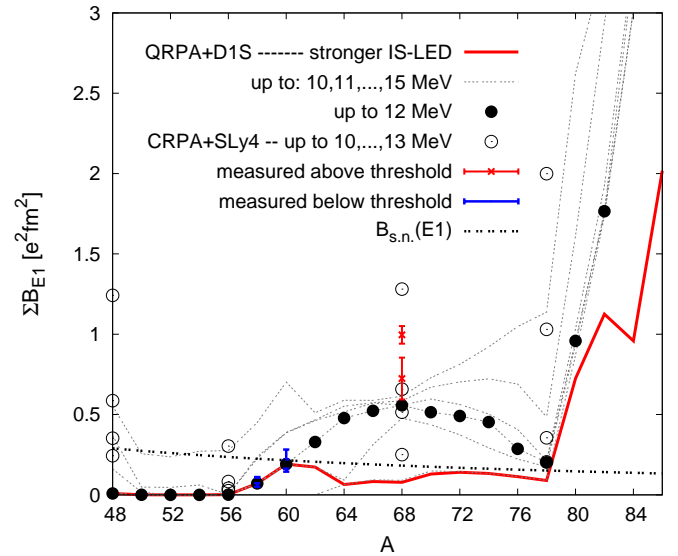 3
2.5
2
1.5
1
0.5
0
ΣB_E1 [e²fm²]
QRPA+D1S ------- stronger IS-LED
up to: 10,11,...,15 MeV
up to 12 MeV
CRPA+SLy4 -- up to 10,...,13 MeV
measured above threshold
measured below threshold
B_s.n.(E1)
48 52 56 60 64 68 72 76 80 84
A